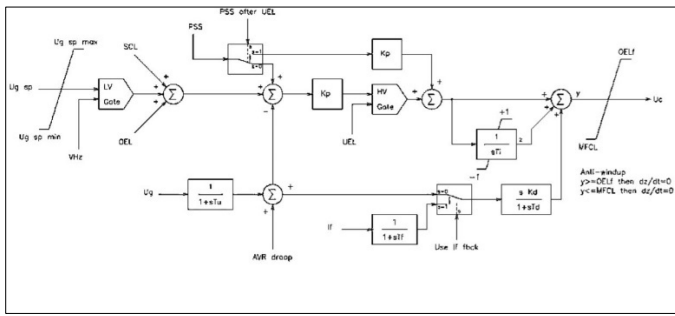 PSS after UEL
PSS
s=1
s=0
Kp
Ug sp max
Ug sp
Ug sp min
SCL
LV
Gate
VHz
OEL
Σ
+
+
+
+
Σ
+
+
-
Kp
HV
Gate
UEL
Σ
+
+
+1
1
sTi
-1
z
Σ
+
+
+
y
OELf
Uc
MFCL
Anti-windup
y>=OELf then dz/dt=0
y<=MFCL then dz/dt=0
Ug
1
1+sTu
Σ
+
+
+
AVR droop
If
1
1+sTf
s=0
s=1
Use If fbck
s Kd
1+sTd